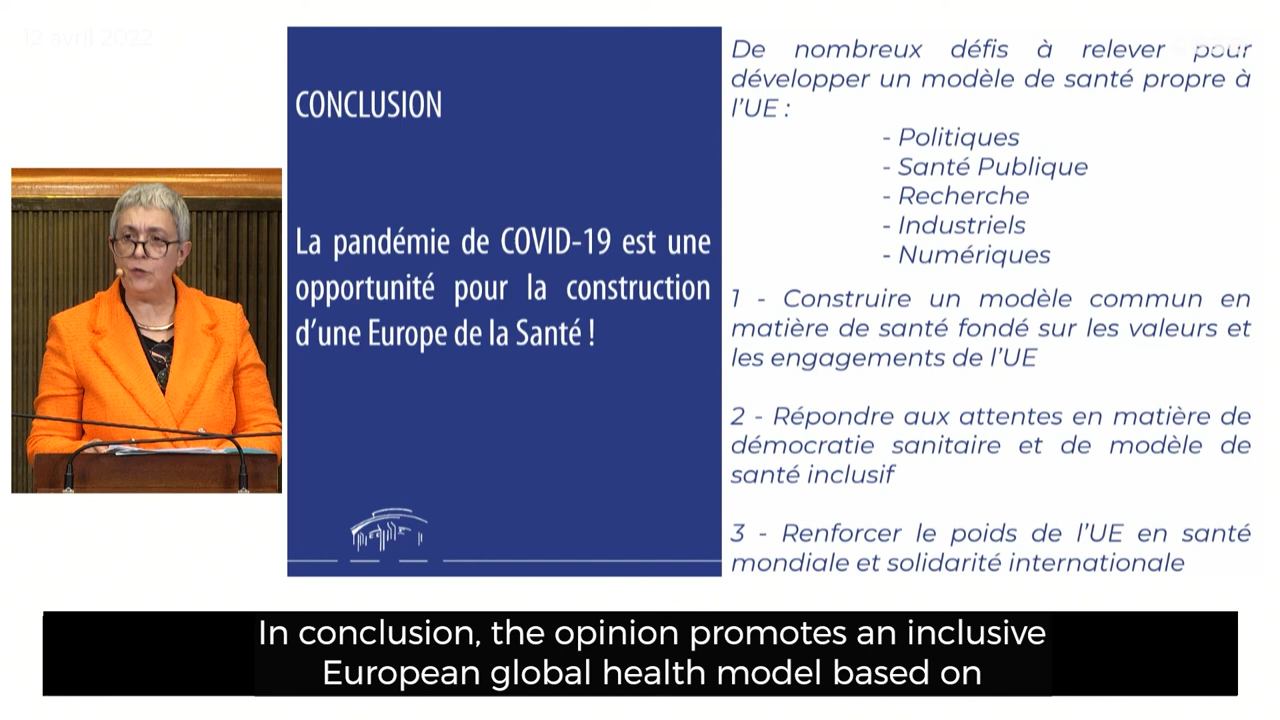 12 avril 2022
CONCLUSION
La pandémie de COVID-19 est une
opportunité pour la construction
d'une Europe de la Santé !
De nombreux défis à relever pour
développer un modèle de santé propre à
l'UE :
- Politiques
- Santé Publique
- Recherche
- Industriels
- Numériques
1 - Construire un modèle commun en
matière de santé fondé sur les valeurs et
les engagements de l'UE
2 - Répondre aux attentes en matière de
démocratie sanitaire et de modèle de
santé inclusif
3 - Renforcer le poids de l'UE en santé
mondiale et solidarité internationale
In conclusion, the opinion promotes an inclusive
European global health model based on